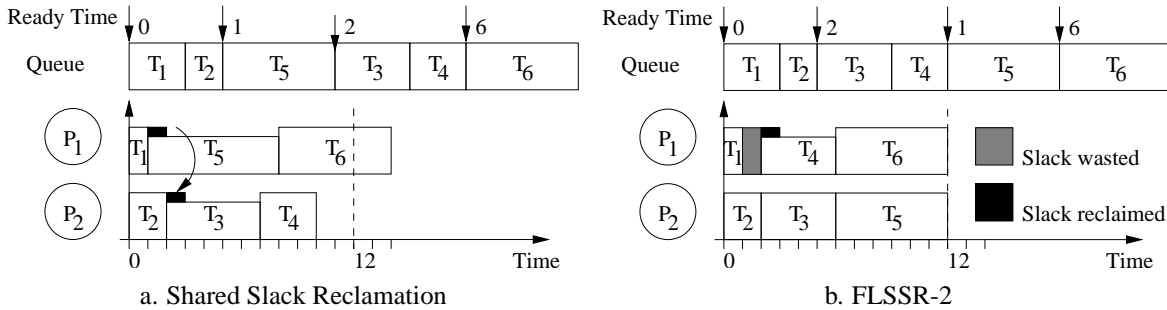 Ready Time 0 1 2 6
Queue T1 T2 T5 T3 T4 T6
P1 T1 T5 T6
P2 T2 T3 T4
0 12 Time
a. Shared Slack Reclamation
Ready Time 0 2 1 6
Queue T1 T2 T3 T4 T5 T6
P1 T1 T4 T6
P2 T2 T3 T5
0 12 Time
Slack wasted
Slack reclaimed
b. FLSSR-2